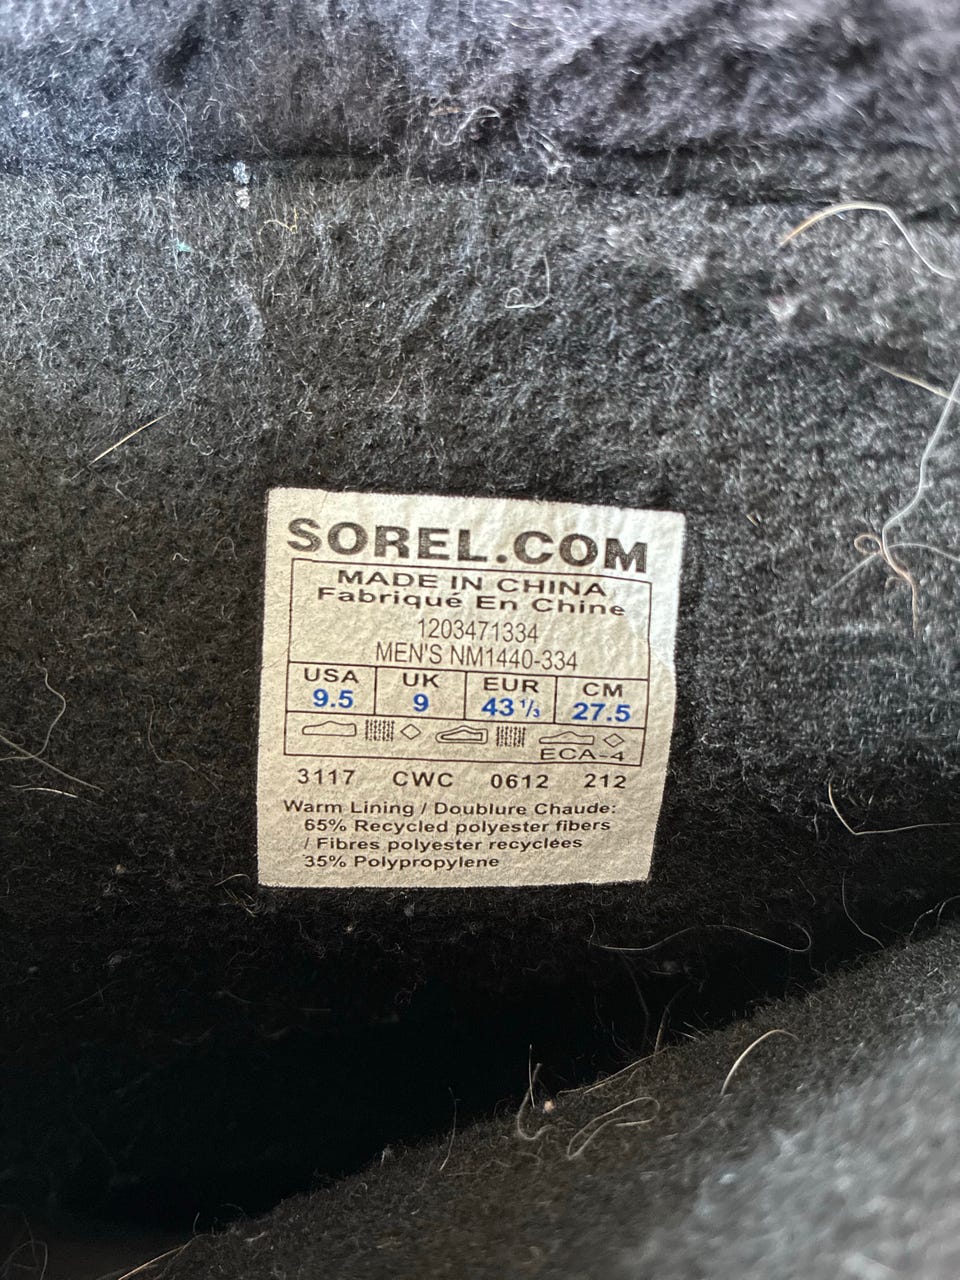 SOREL.COM
MADE IN CHINA
Fabriqué En Chine
1203471334
MEN'S NM1440-334
USA UK EUR CM
9.5 9 43 1/3 27.5
ECA-4
3117 CWC 0612 212
Warm Lining / Doublure Chaude:
65% Recycled polyester fibers
/ Fibres polyester recyclées
35% Polypropylene